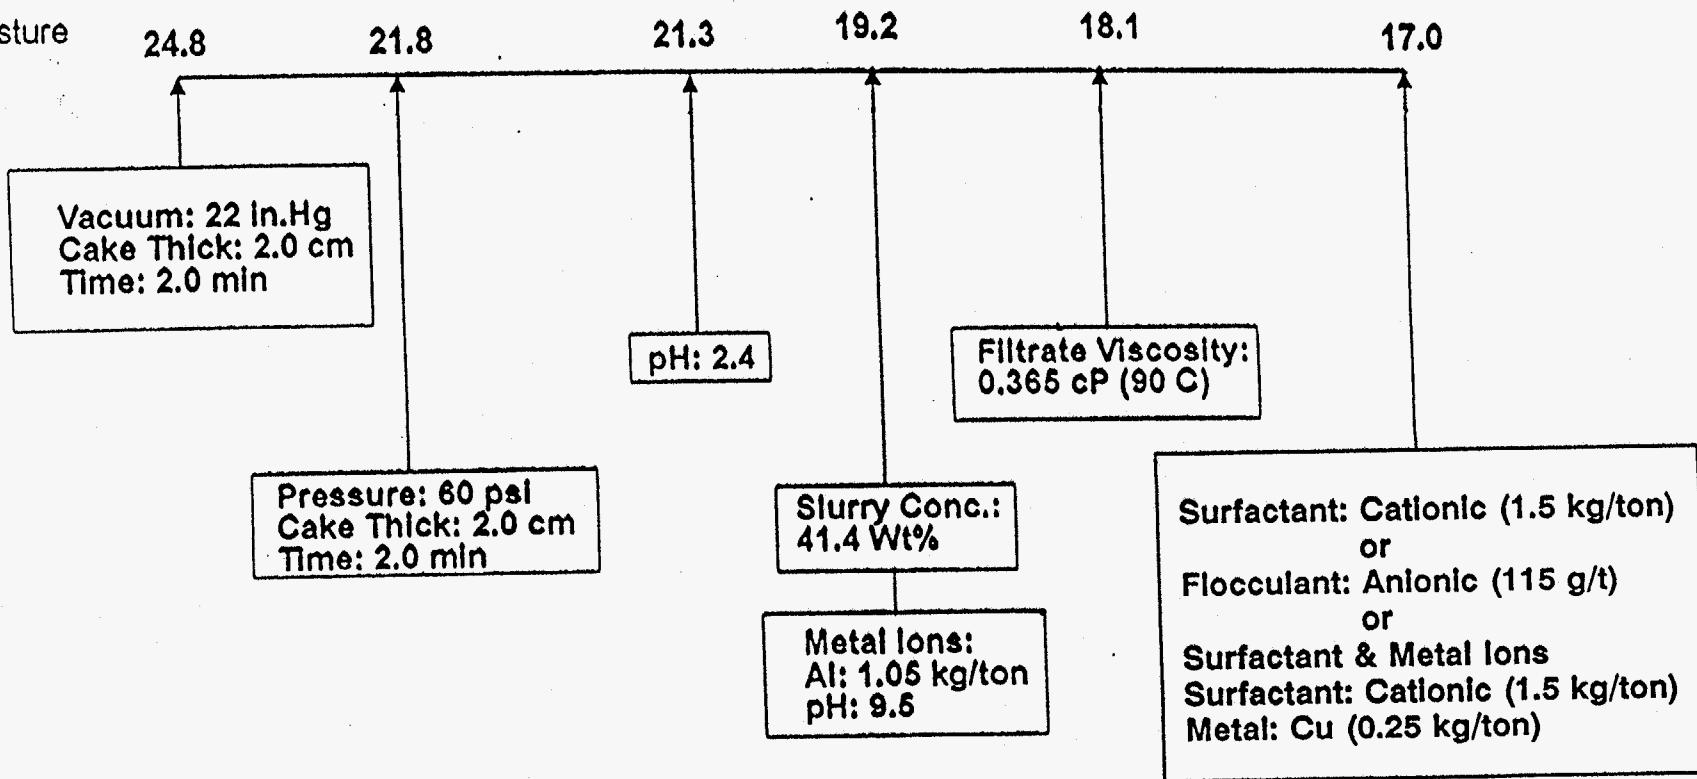 sture
24.8 21.8 21.3 19.2 18.1 17.0
Vacuum: 22 in.Hg
Cake Thick: 2.0 cm
Time: 2.0 min
Pressure: 60 psi
Cake Thick: 2.0 cm
Time: 2.0 min
pH: 2.4
Slurry Conc.:
41.4 Wt%
Metal Ions:
Al: 1.05 kg/ton
pH: 9.5
Filtrate Viscosity:
0.365 cP (90 C)
Surfactant: Cationic (1.5 kg/ton)
or
Flocculant: Anionic (115 g/t)
or
Surfactant & Metal Ions
Surfactant: Cationic (1.5 kg/ton)
Metal: Cu (0.25 kg/ton)